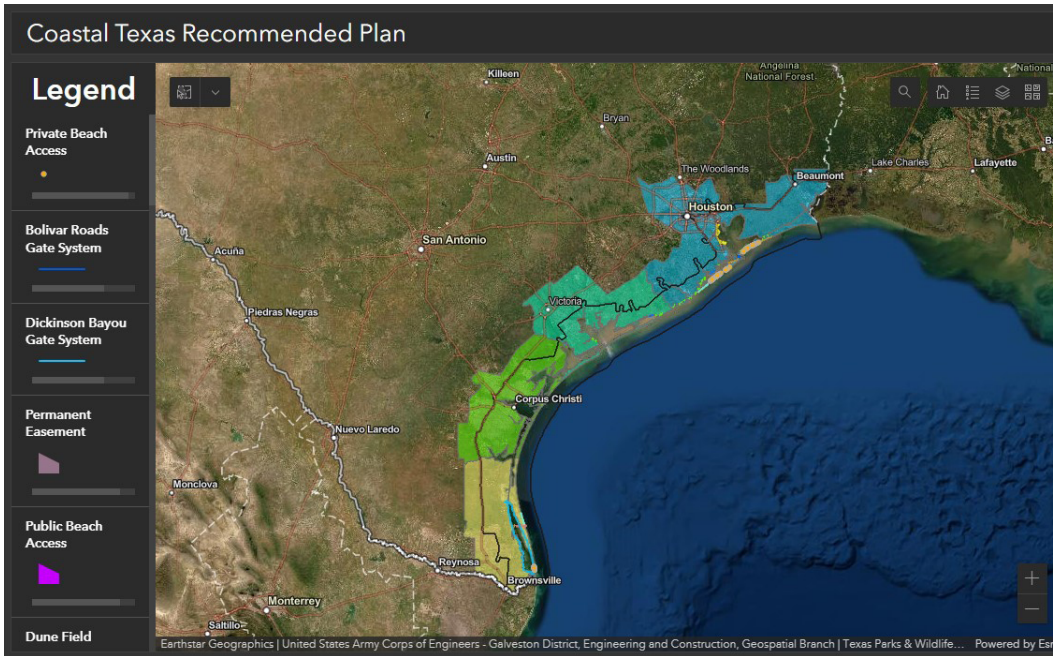 Coastal Texas Recommended Plan
Legend
Private Beach
Access
Bolivar Roads
Gate System
Dickinson Bayou
Gate System
Permanent
Easement
Public Beach
Access
Dune Field
Killeen
Angelina
National Forest
National
Bryan
Austin
The Woodlands
Beaumont
Lake Charles
Lafayette
Ba
Houston
San Antonio
Acuña
Victoria
Piedras Negras
Corpus Christi
Nuevo Laredo
Monclova
Reynosa
Brownsville
Monterrey
Saltillo
Earthstar Geographics | United States Army Corps of Engineers - Galveston District, Engineering and Construction, Geospatial Branch | Texas Parks & Wildlife... Powered by Esr